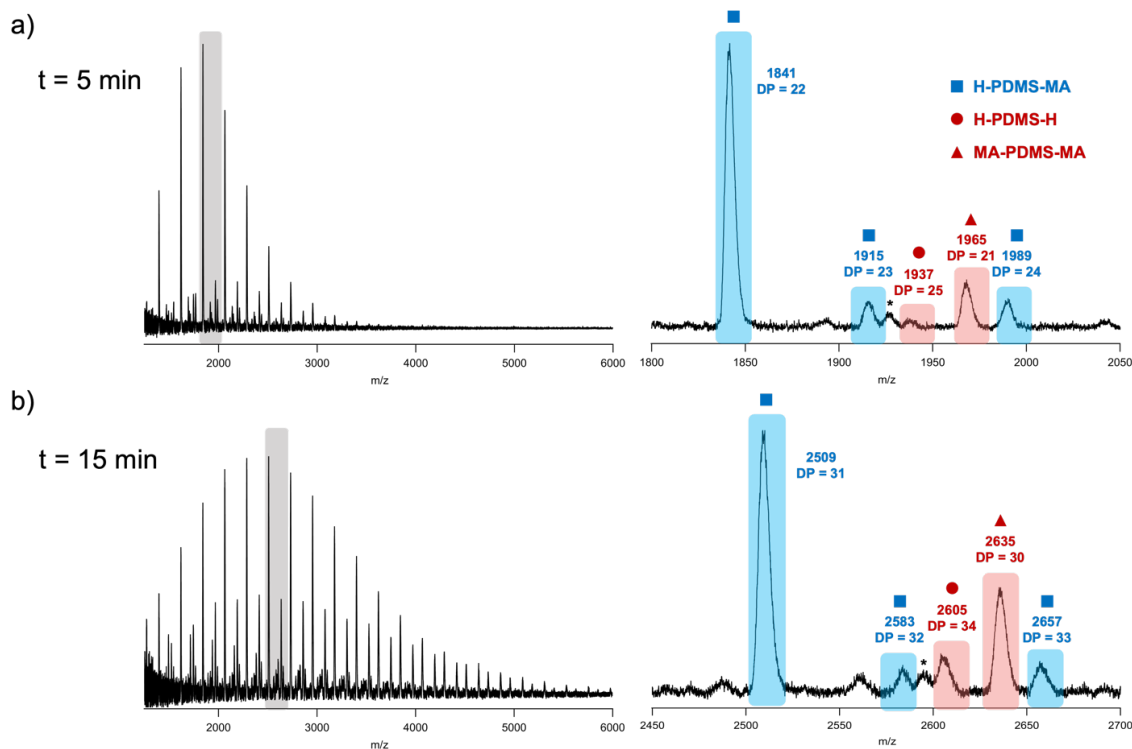 a)
t = 5 min
2000
3000
4000
5000
6000
m/z
1841
DP = 22
H-PDMS-MA
H-PDMS-H
MA-PDMS-MA
1915
DP = 23
*
1937
DP = 25
1965
DP = 21
1989
DP = 24
1800
1850
1900
1950
2000
2050
m/z
b)
t = 15 min
2000
3000
4000
5000
6000
m/z
2509
DP = 31
2583
DP = 32
*
2605
DP = 34
2635
DP = 30
2657
DP = 33
2450
2500
2550
2600
2650
2700
m/z